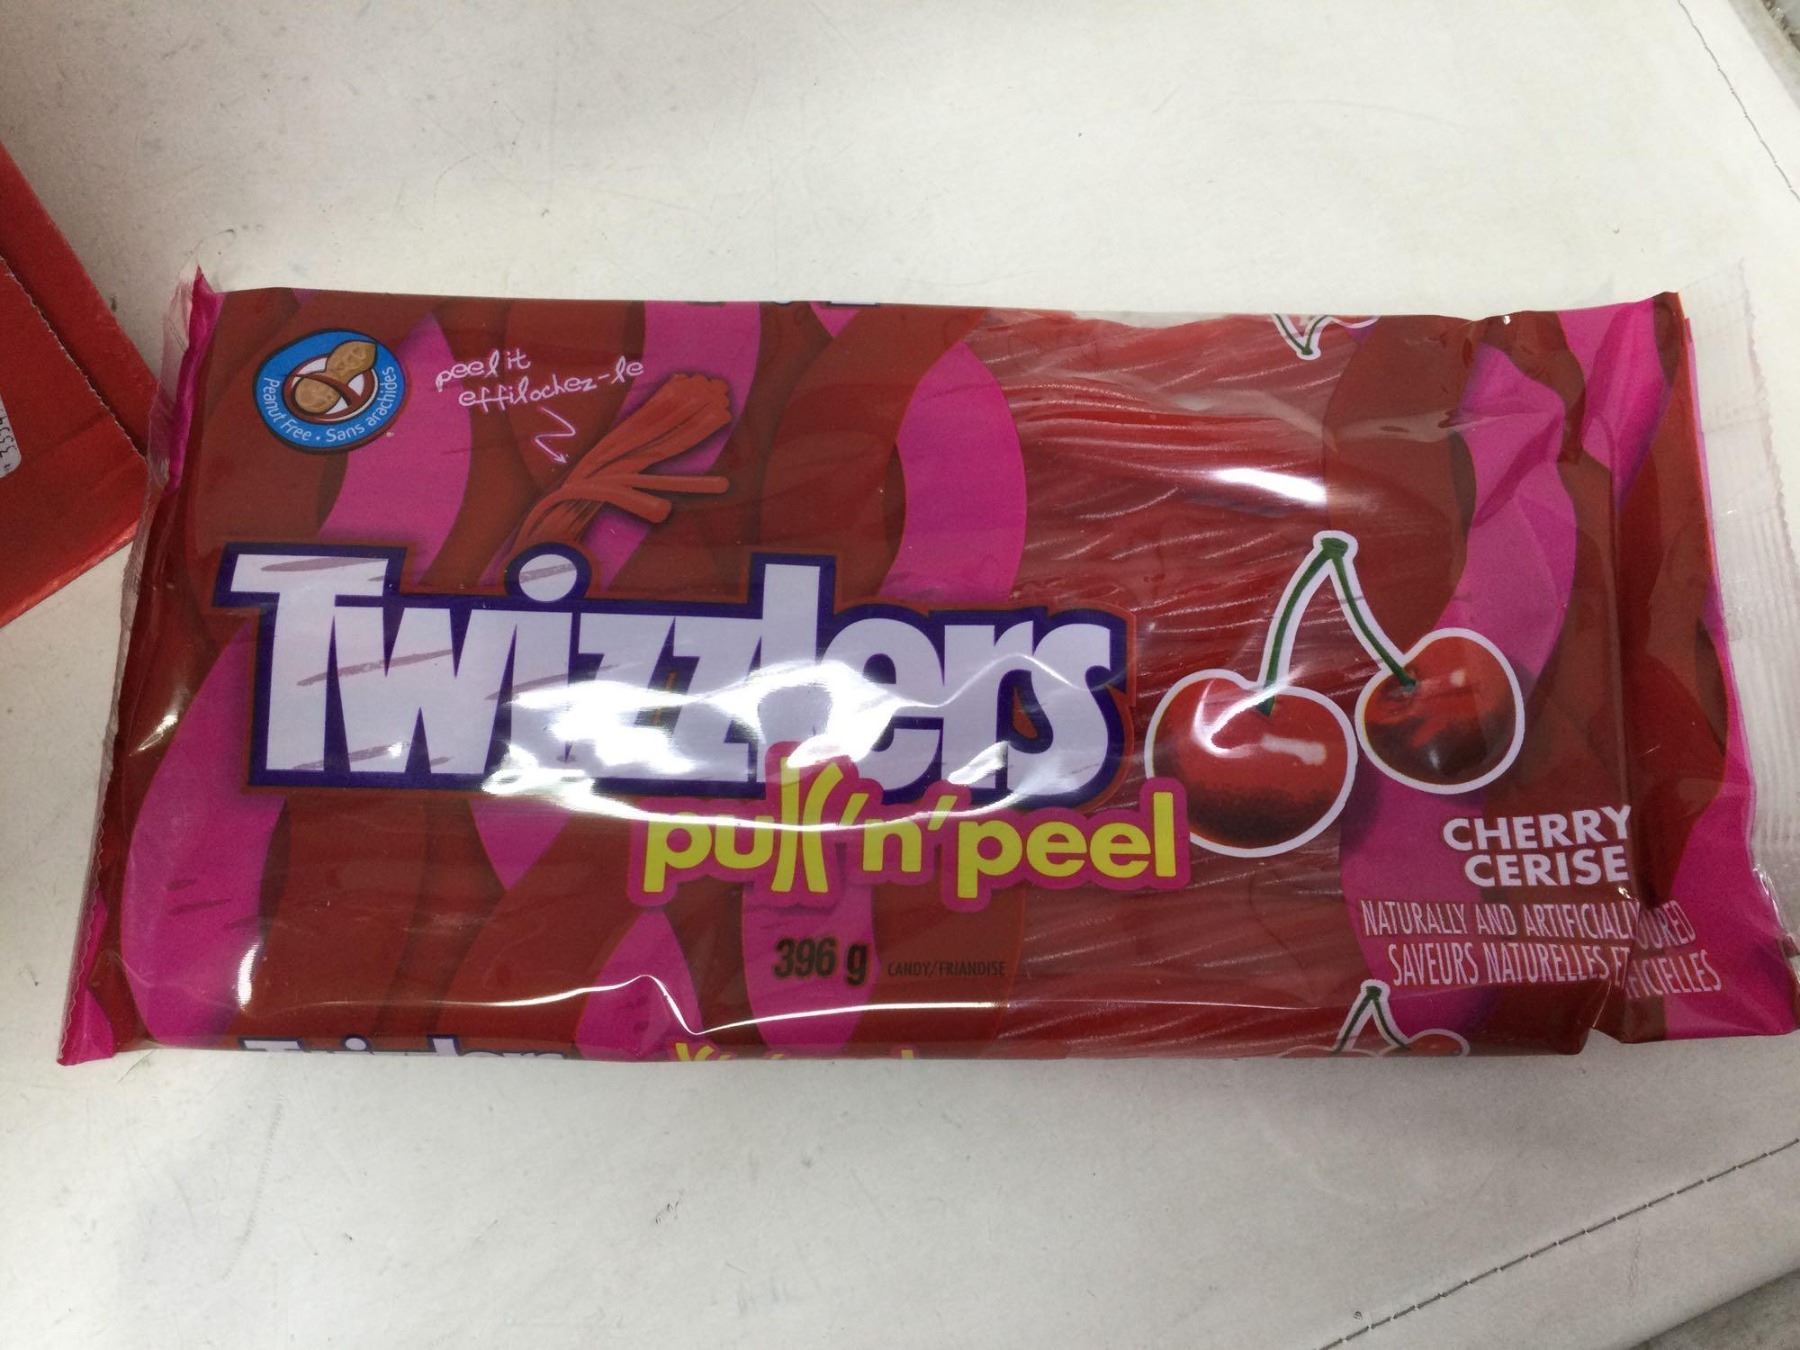 Peanut Free • Sans arachides
peel it
effilochez-le
Twizzlers
pull'n'peel
396 g
CANDY/FRIANDISE
CHERRY
CERISE
NATURALLY AND ARTIFICIALLY
SAVEURS NATURELLES ET